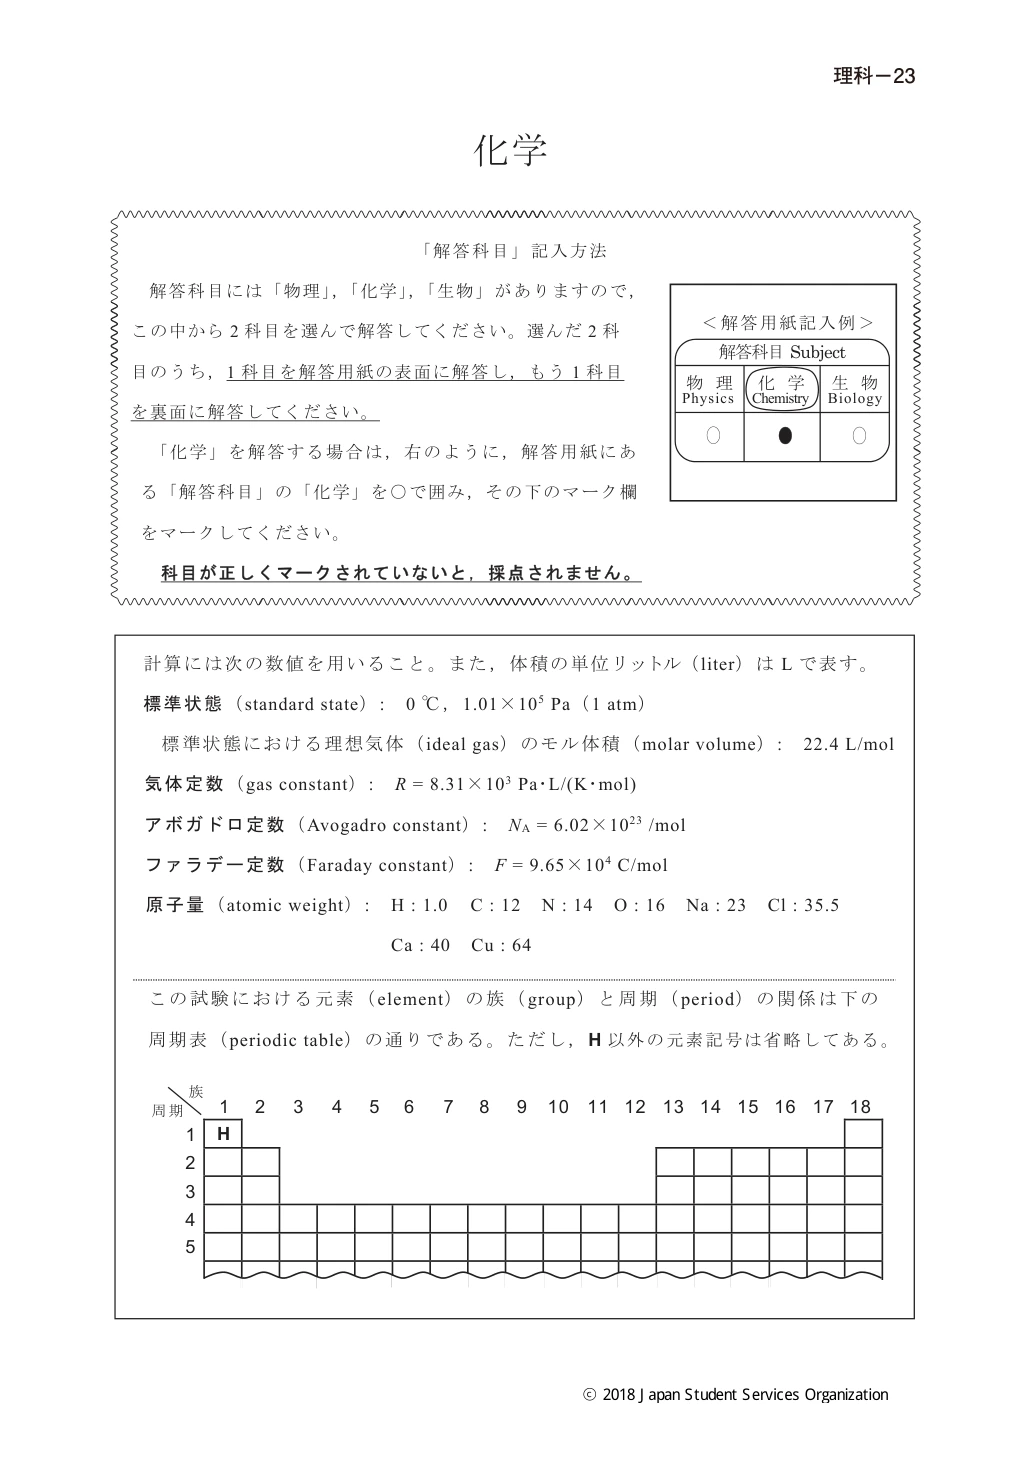 理科－23
化学
「解答科目」記入方法
解答科目には「物理」，「化学」，「生物」がありますので，
この中から２科目を選んで解答してください。選んだ２科
目のうち，１科目を解答用紙の表面に解答し，もう１科目
を裏面に解答してください。
「化学」を解答する場合は，右のように，解答用紙にあ
る「解答科目」の「化学」を○で囲み，その下のマーク欄
をマークしてください。
科目が正しくマークされていないと，採点されません。
＜解答用紙記入例＞
解答科目 Subject
物 理 化 学 生 物
Physics Chemistry Biology
計算には次の数値を用いること。また，体積の単位リットル（liter）は L で表す。
標準状態（standard state）： 0 ℃，1.01×10⁵ Pa（1 atm）
標準状態における理想気体（ideal gas）のモル体積（molar volume）： 22.4 L/mol
気体定数（gas constant）： R = 8.31×10³ Pa･L/(K･mol)
アボガドロ定数（Avogadro constant）： N_A = 6.02×10²³ /mol
ファラデー定数（Faraday constant）： F = 9.65×10⁴ C/mol
原子量（atomic weight）： H：1.0 C：12 N：14 O：16 Na：23 Cl：35.5
Ca：40 Cu：64
この試験における元素（element）の族（group）と周期（period）の関係は下の
周期表（periodic table）の通りである。ただし，H 以外の元素記号は省略してある。
族
周期 1 2 3 4 5 6 7 8 9 10 11 12 13 14 15 16 17 18
1 H
2
3
4
5
© 2018 Japan Student Services Organization